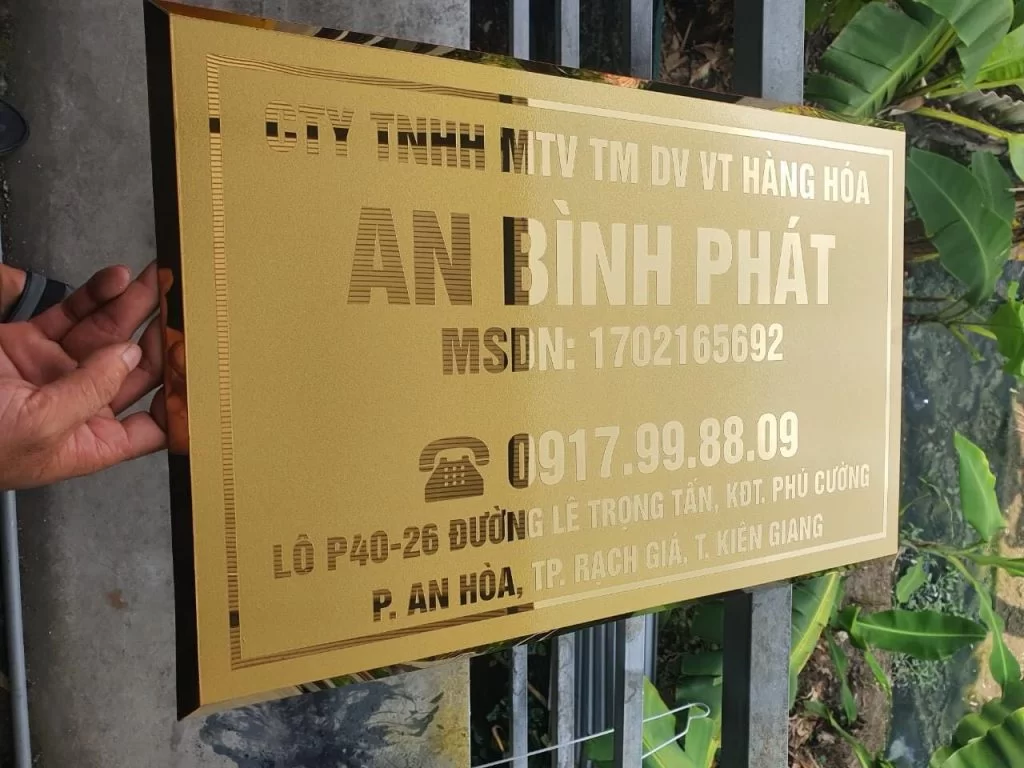 CTY TNHH MTV TM DV VT HÀNG HÓA
AN BÌNH PHÁT
MSDN: 1702165692
0917.99.88.09
LÔ P40-26 ĐƯỜNG LÊ TRỌNG TẤN, KĐT. PHÚ CƯỜNG
P. AN HÒA, TP. RẠCH GIÁ, T. KIÊN GIANG